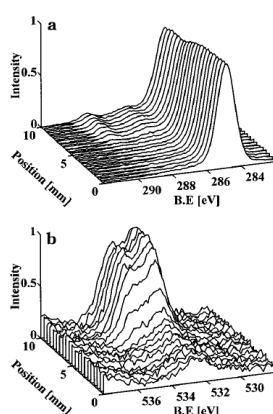 a
1
0.5
0
Intensity
10
5
0
Position [mm]
290
288
286
284
B.E [eV]
b
1
0.5
0
Intensity
10
5
0
Position [mm]
536
534
532
530
B.E [eV]